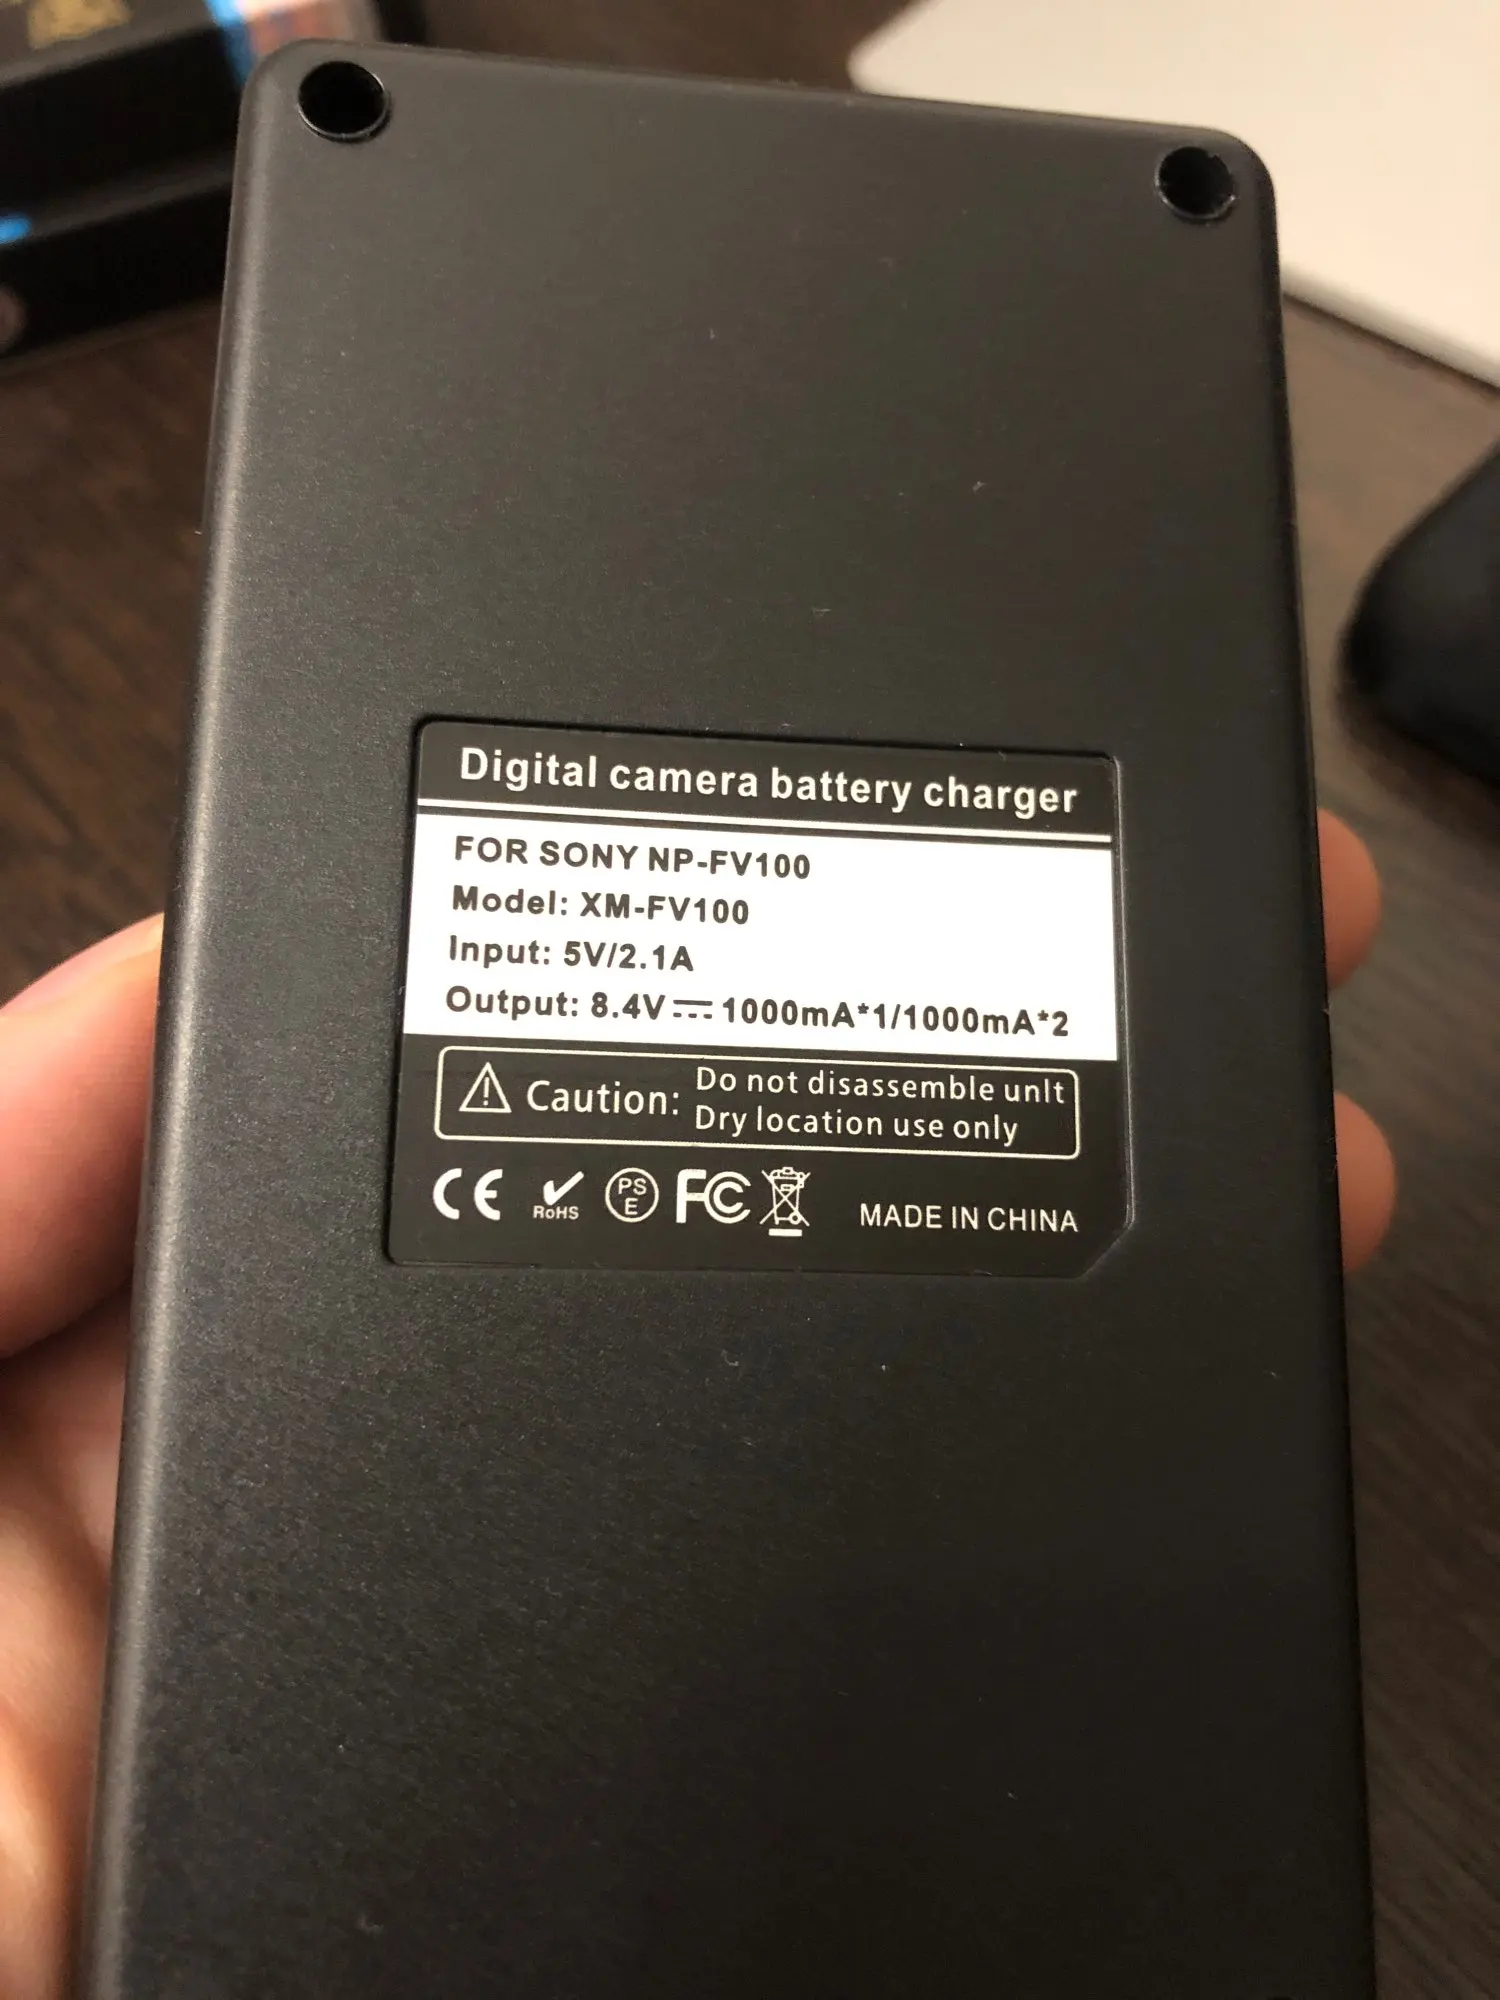 Digital camera battery charger
FOR SONY NP-FV100
Model: XM-FV100
Input: 5V/2.1A
Output: 8.4V⎓1000mA*1/1000mA*2
Caution: Do not disassemble unlt
Dry location use only
CE RoHS PSE FC MADE IN CHINA